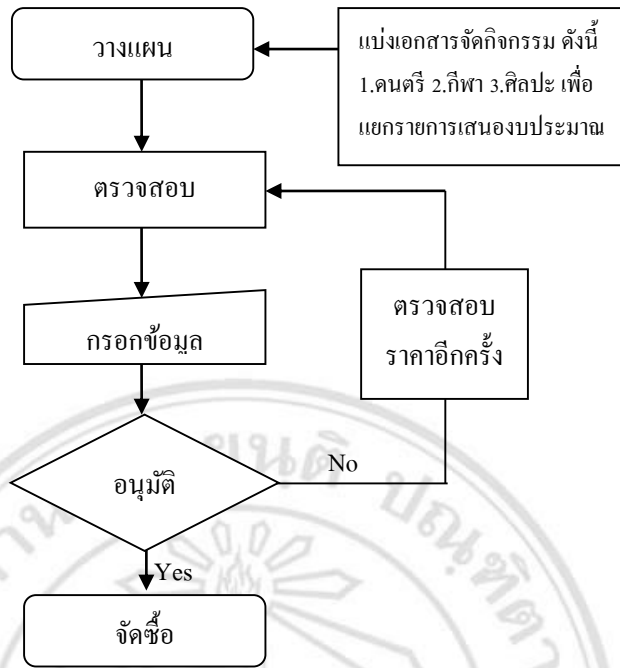 วางแผน
แบ่งเอกสารจัดกิจกรรม ดังนี้
1.ดนตรี 2.กีฬา 3.ศิลปะ เพื่อ
แยกรายการเสนองบประมาณ
ตรวจสอบ
กรอกข้อมูล
ตรวจสอบ
ราคาอีกครั้ง
อนุมัติ
No
Yes
จัดซื้อ